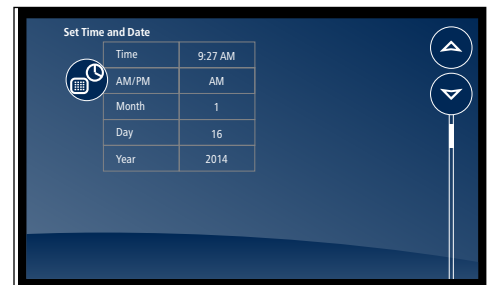 Set Time and Date
Time 9:27 AM
AM/PM AM
Month 1
Day 16
Year 2014